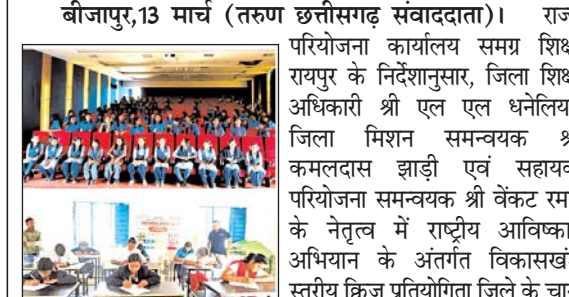 बीजापुर,13 मार्च (तरुण छत्तीसगढ़ संवाददाता)।
परियोजना कार्यालय समग्र
रायपुर के निर्देशानुसार, जिला
अधिकारी श्री एल एल
जिला मिशन समन्वयक
कमलदास झाड़ी एवं
परियोजना समन्वयक श्री वेंकट
के नेतृत्व में राष्ट्रीय
अभियान के अंतर्गत
स्तरीय क्विज प्रतियोगिता जिले के